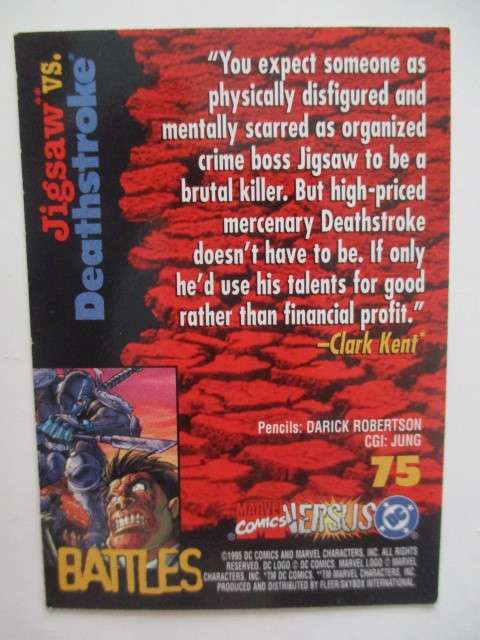 Jigsaw** vs.
Deathstroke*
"You expect someone as
physically disfigured and
mentally scarred as organized
crime boss Jigsaw to be a
brutal killer. But high-priced
mercenary Deathstroke
doesn't have to be. If only
he'd use his talents for good
rather than financial profit."
–Clark Kent*
Pencils: DARICK ROBERTSON
CGI: JUNG
75
MARVEL COMICS VERSUS DC
BATTLES
©1995 DC COMICS AND MARVEL CHARACTERS, INC. ALL RIGHTS
RESERVED. DC LOGO © DC COMICS. MARVEL LOGO © MARVEL
CHARACTERS, INC. *TM DC COMICS. **TM MARVEL CHARACTERS, INC.
PRODUCED AND DISTRIBUTED BY FLEER/SKYBOX INTERNATIONAL.